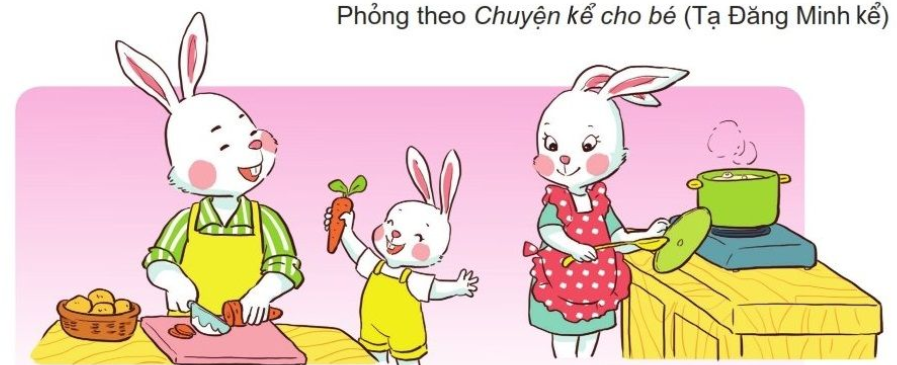 Phỏng theo Chuyện kể cho bé (Tạ Đăng Minh kể)